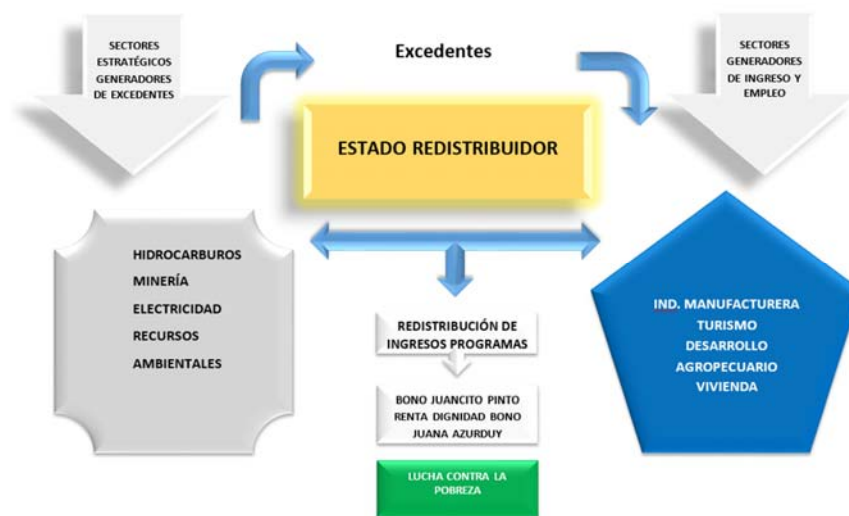 SECTORES
ESTRATÉGICOS
GENERADORES
DE EXCEDENTES
Excedentes
SECTORES
GENERADORES
DE INGRESO Y
EMPLEO
ESTADO REDISTRIBUIDOR
HIDROCARBUROS
MINERÍA
ELECTRICIDAD
RECURSOS
AMBIENTALES
REDISTRIBUCIÓN DE
INGRESOS PROGRAMAS
BONO JUANCITO PINTO
RENTA DIGNIDAD BONO
JUANA AZURDUY
LUCHA CONTRA LA
POBREZA
IND. MANUFACTURERA
TURISMO
DESARROLLO
AGROPECUARIO
VIVIENDA